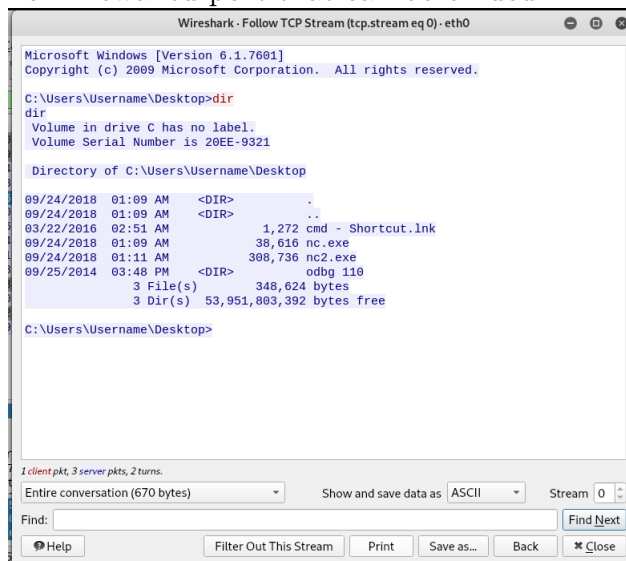 Wireshark · Follow TCP Stream (tcp.stream eq 0) · eth0
Microsoft Windows [Version 6.1.7601]
Copyright (c) 2009 Microsoft Corporation.  All rights reserved.
C:\Users\Username\Desktop>dir
dir
 Volume in drive C has no label.
 Volume Serial Number is 20EE-9321
 Directory of C:\Users\Username\Desktop
09/24/2018  01:09 AM    <DIR>          .
09/24/2018  01:09 AM    <DIR>          ..
03/22/2016  02:51 AM             1,272 cmd - Shortcut.lnk
09/24/2018  01:09 AM            38,616 nc.exe
09/24/2018  01:11 AM           308,736 nc2.exe
09/25/2014  03:48 PM    <DIR>          odbg 110
               3 File(s)        348,624 bytes
               3 Dir(s)  53,951,803,392 bytes free
C:\Users\Username\Desktop>
1 client pkt, 3 server pkts, 2 turns.
Entire conversation (670 bytes) Show and save data as ASCII Stream 0
Find: Find Next
Help Filter Out This Stream Print Save as... Back Close